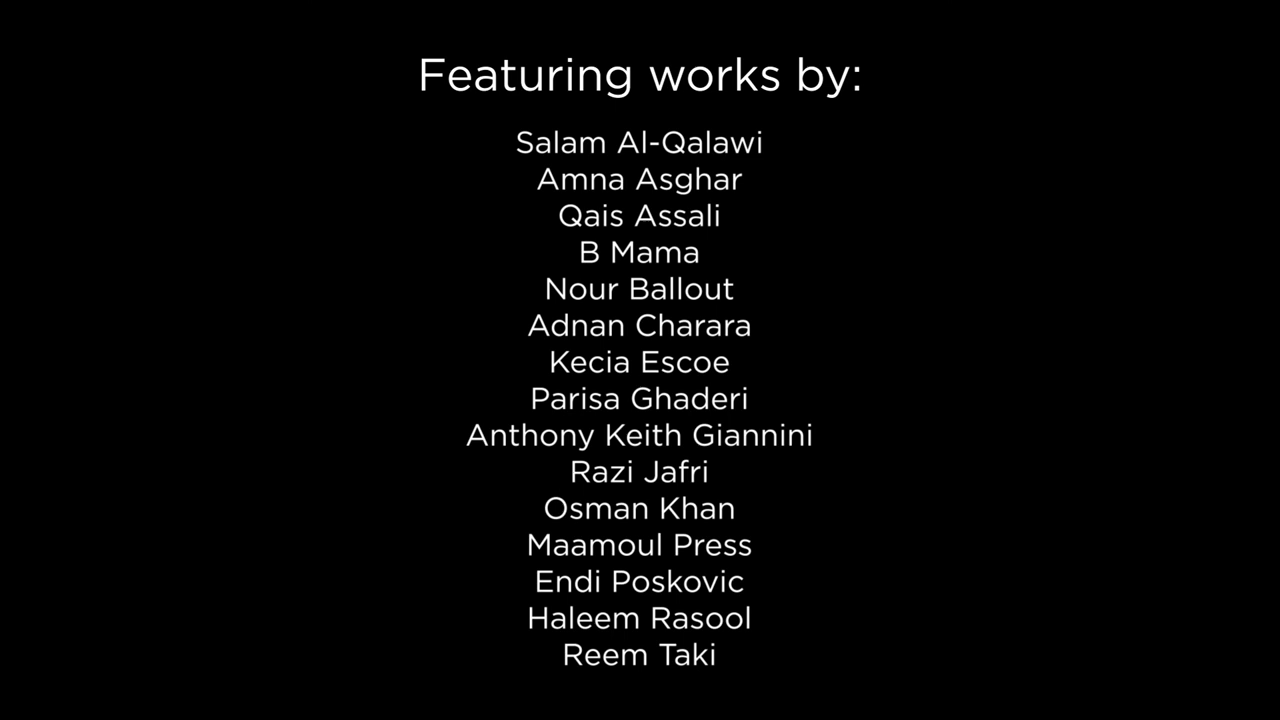 Featuring works by:
Salam Al-Qalawi
Amna Asghar
Qais Assali
B Mama
Nour Ballout
Adnan Charara
Kecia Escoe
Parisa Ghaderi
Anthony Keith Giannini
Razi Jafri
Osman Khan
Maamoul Press
Endi Poskovic
Haleem Rasool
Reem Taki